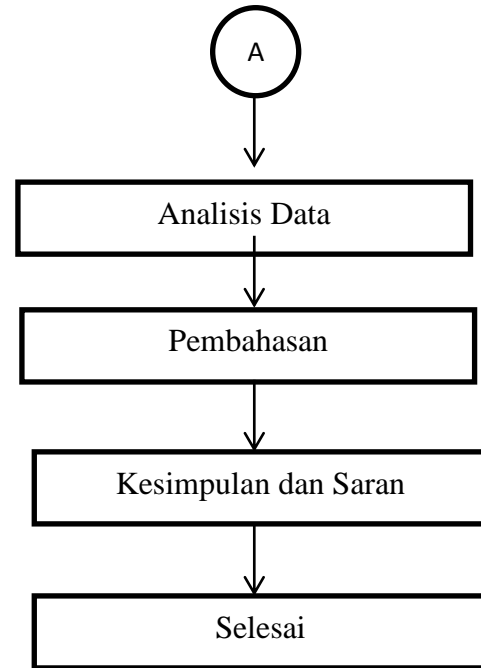 A
Analisis Data
Pembahasan
Kesimpulan dan Saran
Selesai